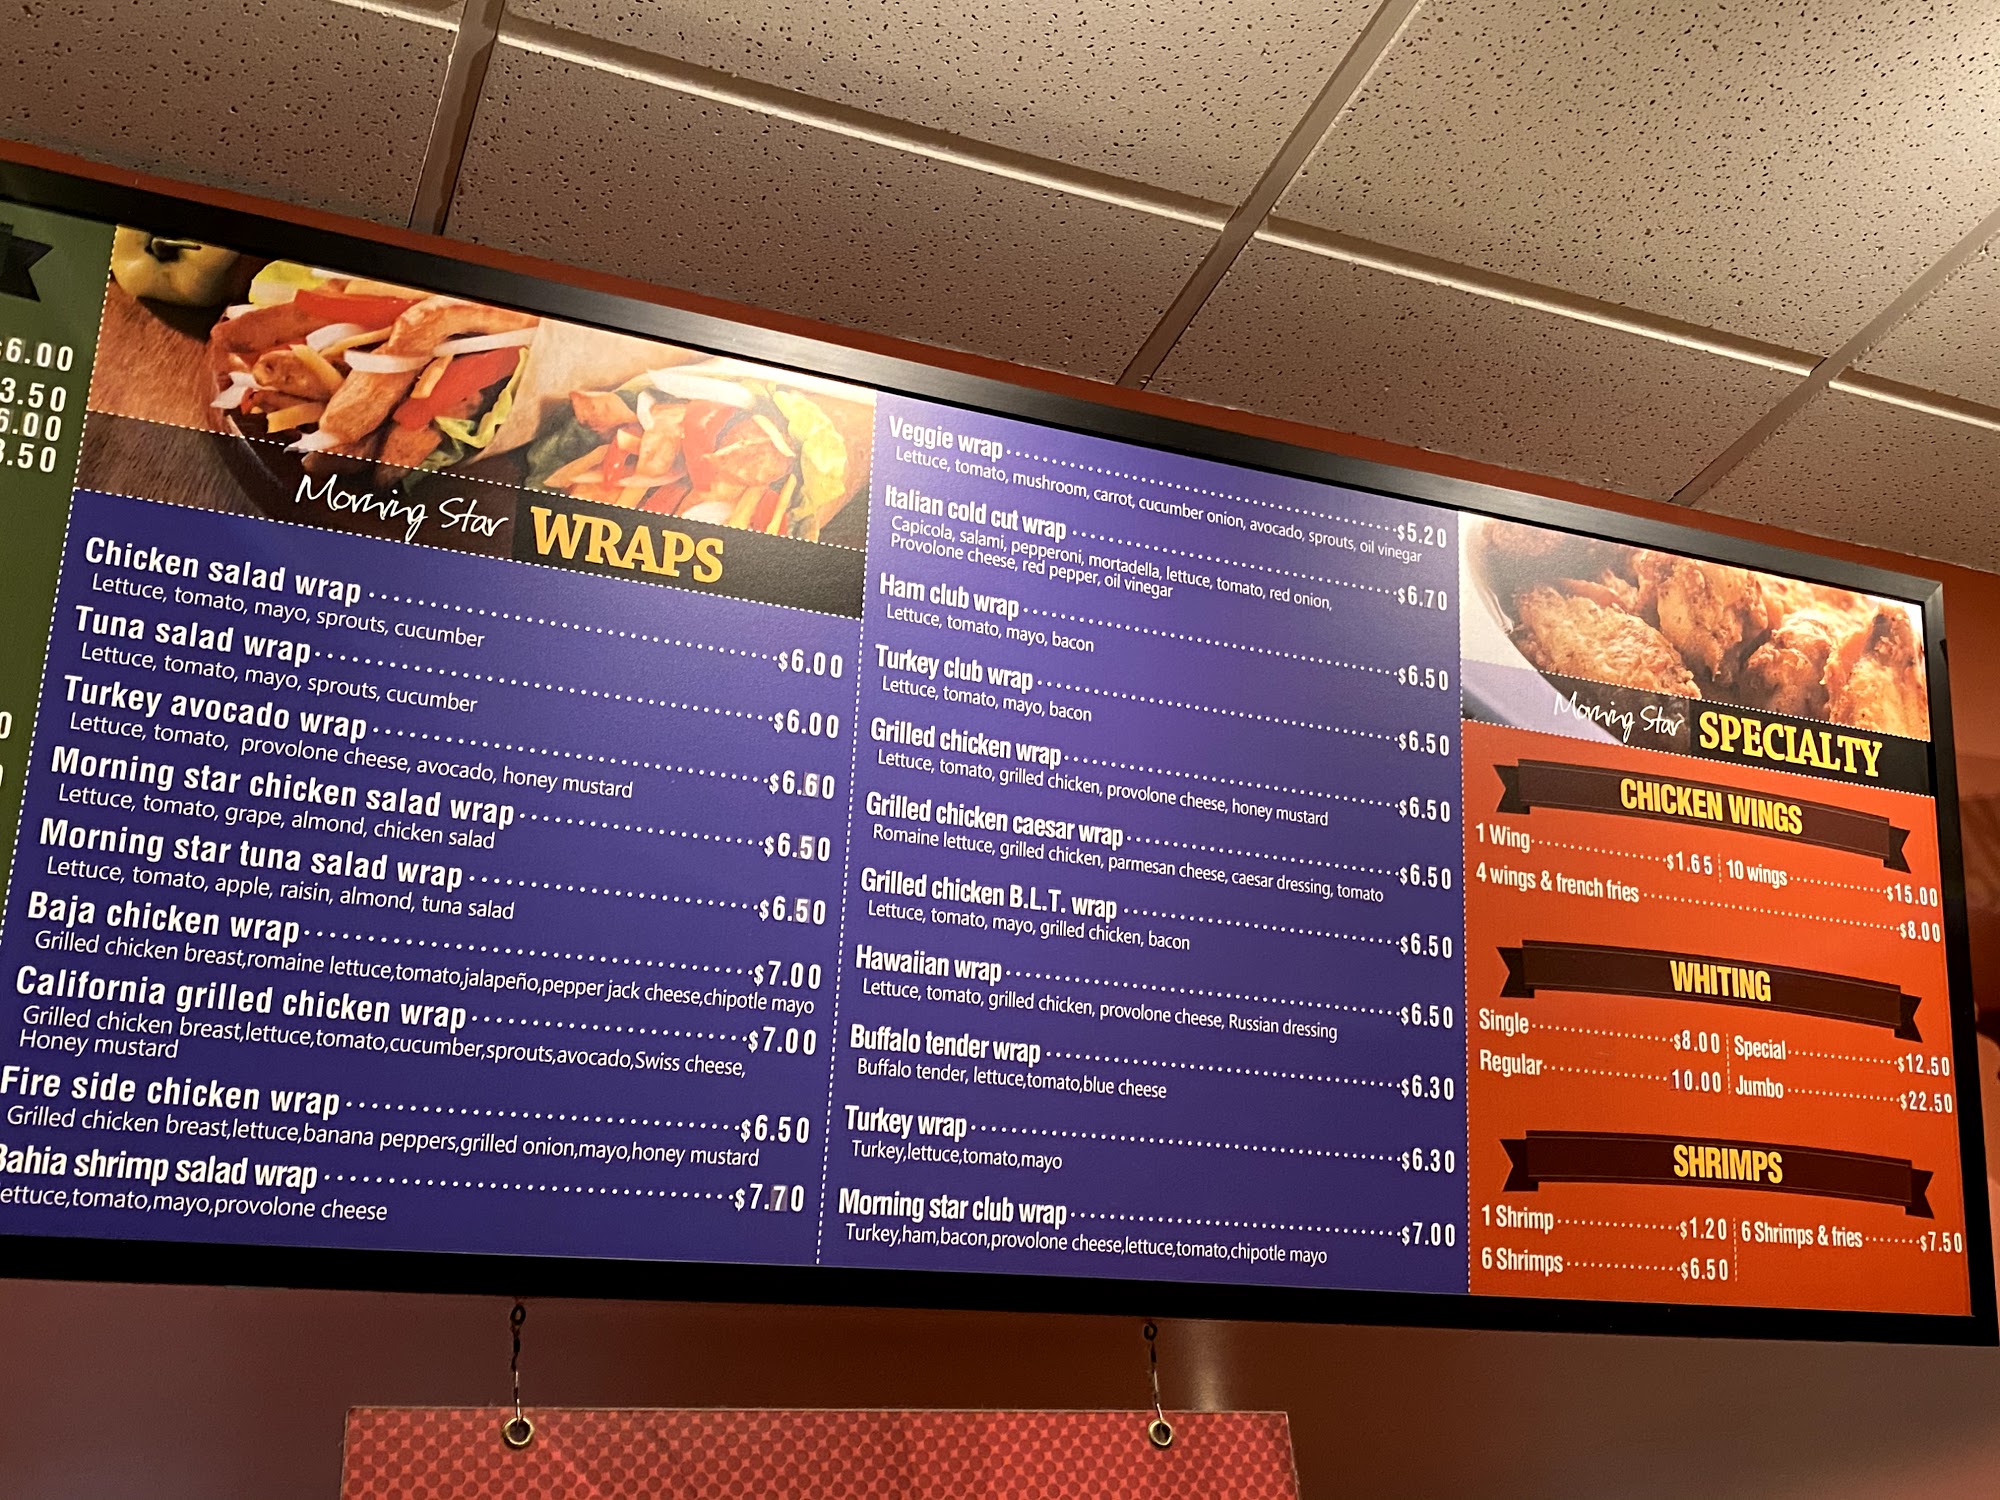 $6.00
3.50
6.00
3.50
Morning Star WRAPS
Chicken salad wrap $6.00
Lettuce, tomato, mayo, sprouts, cucumber
Tuna salad wrap $6.00
Lettuce, tomato, mayo, sprouts, cucumber
Turkey avocado wrap $6.60
Lettuce, tomato, provolone cheese, avocado, honey mustard
Morning star chicken salad wrap $6.50
Lettuce, tomato, grape, almond, chicken salad
Morning star tuna salad wrap $6.50
Lettuce, tomato, apple, raisin, almond, tuna salad
Baja chicken wrap $7.00
Grilled chicken breast,romaine lettuce,tomato,jalapeño,pepper jack cheese,chipotle mayo
California grilled chicken wrap $7.00
Grilled chicken breast,lettuce,tomato,cucumber,sprouts,avocado,Swiss cheese,
Honey mustard
Fire side chicken wrap $6.50
Grilled chicken breast,lettuce,banana peppers,grilled onion,mayo,honey mustard
Bahia shrimp salad wrap $7.70
ettuce,tomato,mayo,provolone cheese
Veggie wrap $5.20
Lettuce, tomato, mushroom, carrot, cucumber onion, avocado, sprouts, oil vinegar
Italian cold cut wrap $6.70
Capicola, salami, pepperoni, mortadella, lettuce, tomato, red onion,
Provolone cheese, red pepper, oil vinegar
Ham club wrap $6.50
Lettuce, tomato, mayo, bacon
Turkey club wrap $6.50
Lettuce, tomato, mayo, bacon
Grilled chicken wrap $6.50
Lettuce, tomato, grilled chicken, provolone cheese, honey mustard
Grilled chicken caesar wrap $6.50
Romaine lettuce, grilled chicken, parmesan cheese, caesar dressing, tomato
Grilled chicken B.L.T. wrap $6.50
Lettuce, tomato, mayo, grilled chicken, bacon
Hawaiian wrap $6.50
Lettuce, tomato, grilled chicken, provolone cheese, Russian dressing
Buffalo tender wrap $6.30
Buffalo tender, lettuce,tomato,blue cheese
Turkey wrap $6.30
Turkey,lettuce,tomato,mayo
Morning star club wrap $7.00
Turkey,ham,bacon,provolone cheese,lettuce,tomato,chipotle mayo
Morning Star SPECIALTY
CHICKEN WINGS
1 Wing $1.65 10 wings $15.00
4 wings & french fries $8.00
WHITING
Single $8.00 Special $12.50
Regular 10.00 Jumbo $22.50
SHRIMPS
1 Shrimp $1.20 6 Shrimps & fries $7.50
6 Shrimps $6.50